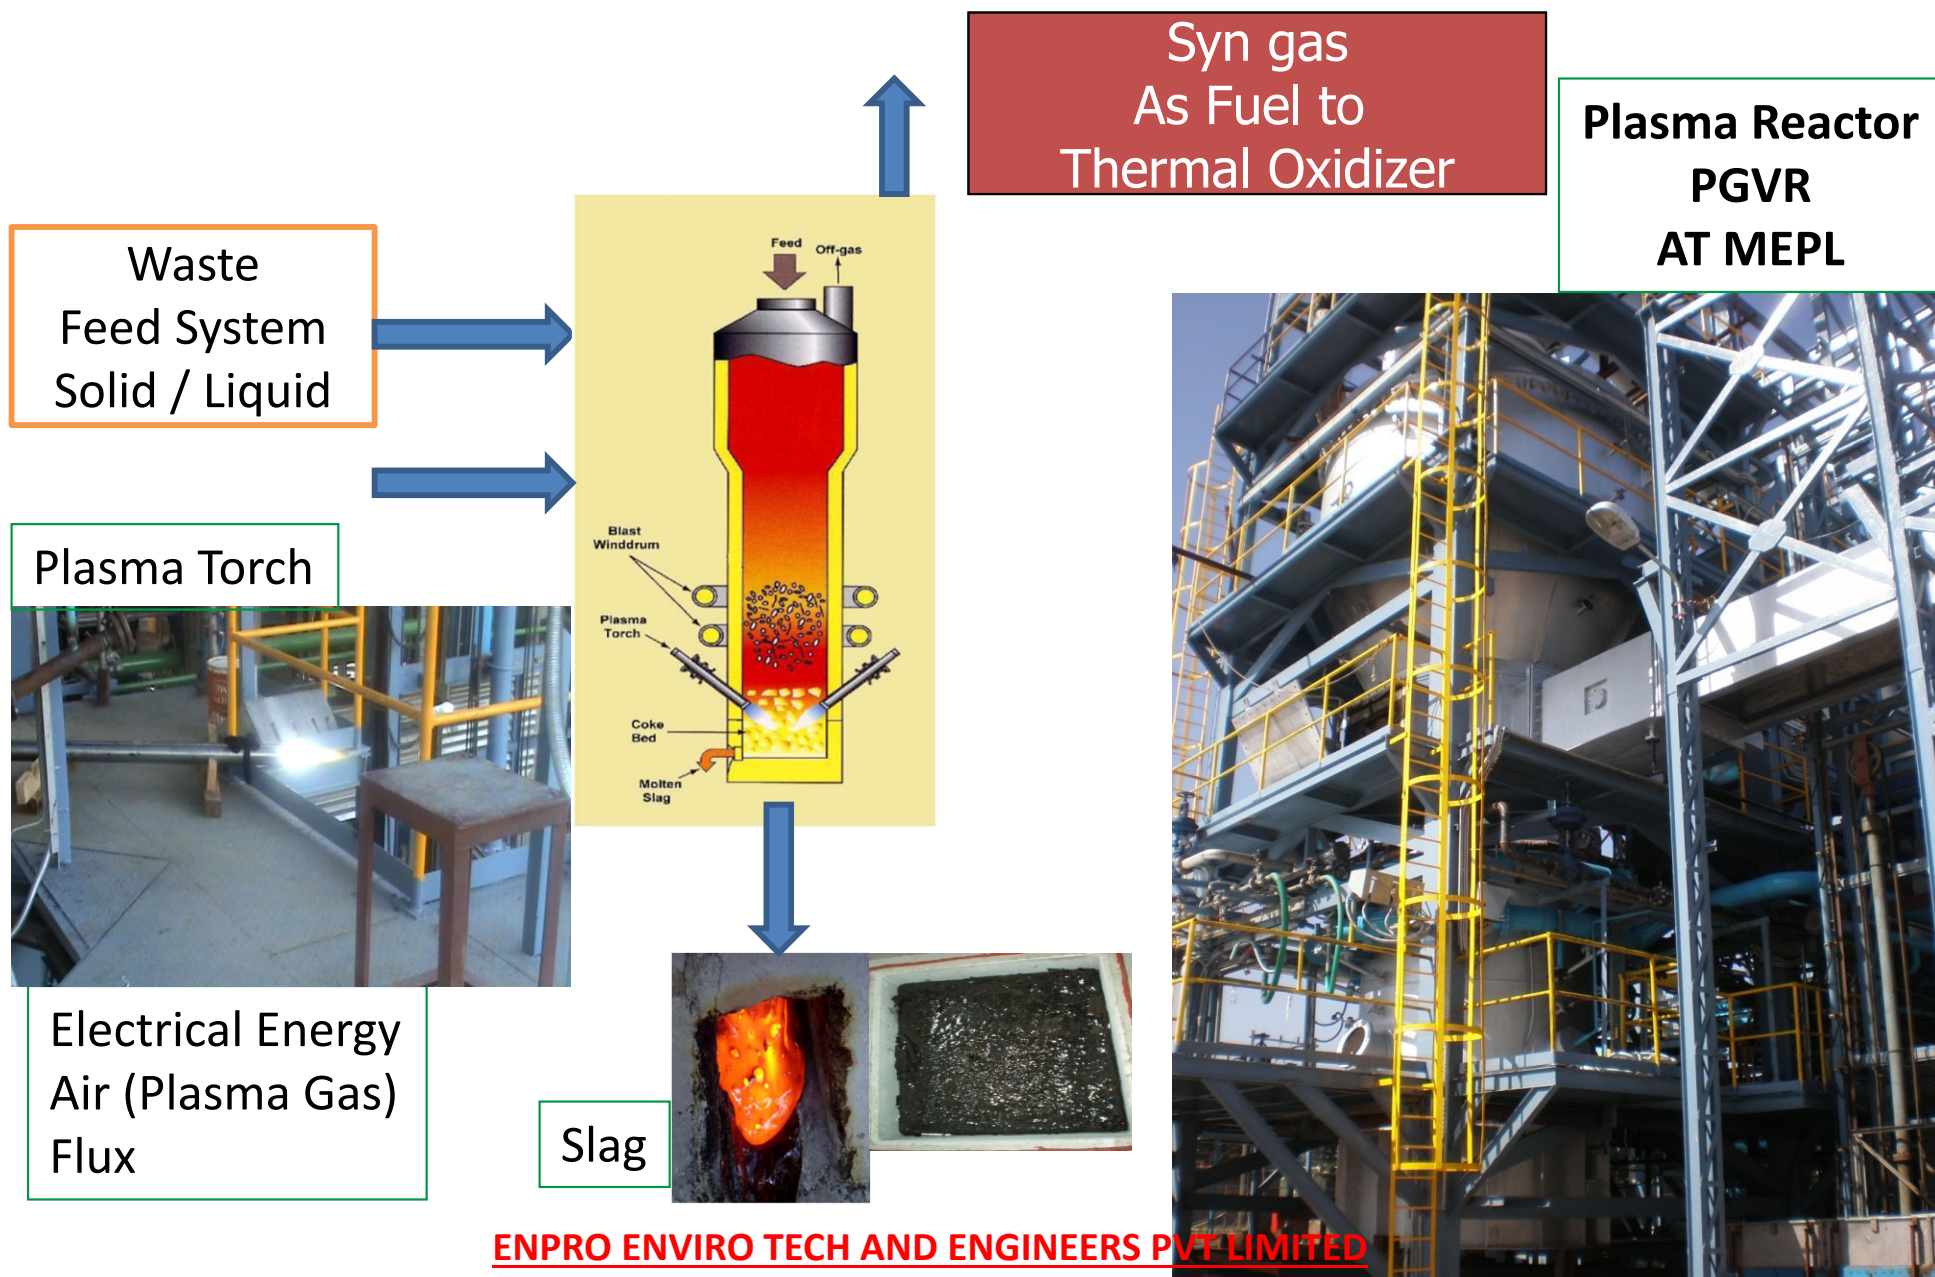 Syn gas
As Fuel to
Thermal Oxidizer
Plasma Reactor
PGVR
AT MEPL
Waste
Feed System
Solid / Liquid
Feed
Off-gas
Blast
Winddrum
Plasma
Torch
Coke
Bed
Molten
Slag
Plasma Torch
Electrical Energy
Air (Plasma Gas)
Flux
Slag
ENPRO ENVIRO TECH AND ENGINEERS PVT LIMITED